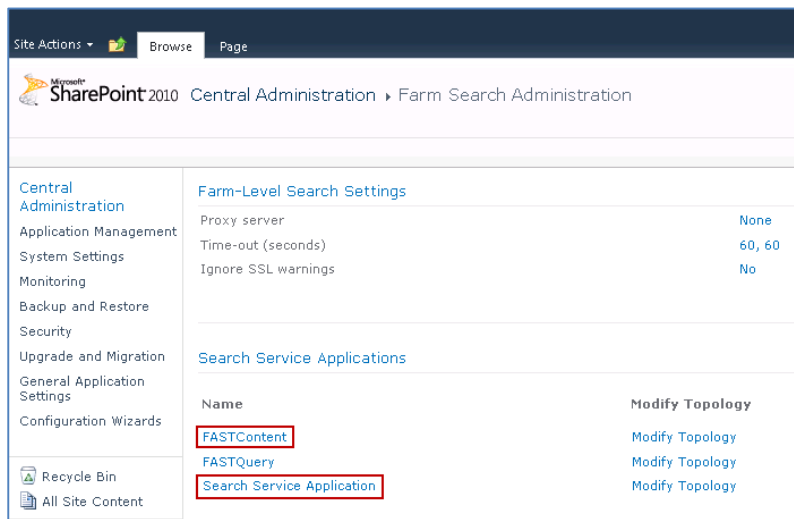 Site Actions Browse Page
Microsoft
SharePoint 2010 Central Administration Farm Search Administration
Central
Administration
Application Management
System Settings
Monitoring
Backup and Restore
Security
Upgrade and Migration
General Application
Settings
Configuration Wizards
Recycle Bin
All Site Content
Farm-Level Search Settings
Proxy server None
Time-out (seconds) 60, 60
Ignore SSL warnings No
Search Service Applications
Name Modify Topology
FASTContent Modify Topology
FASTQuery Modify Topology
Search Service Application Modify Topology